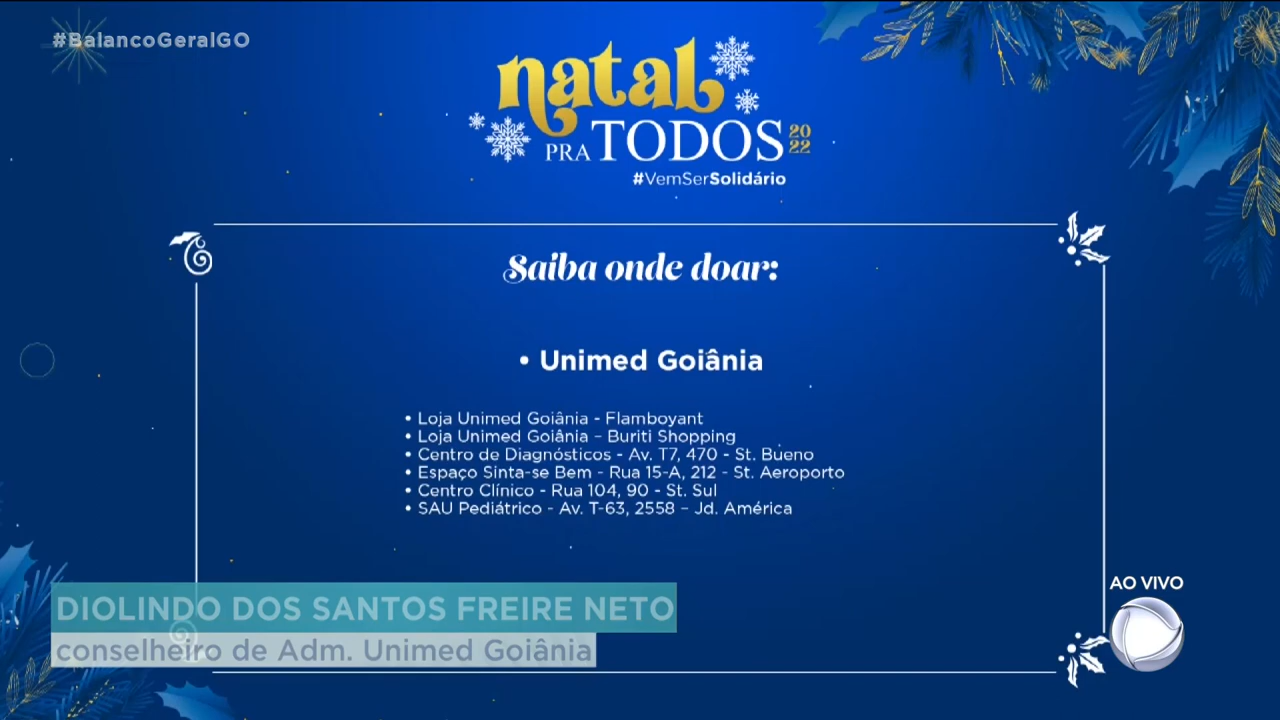 #BalancoGeralGO
natal
PRA TODOS 20
22
#VemSerSolidário
Saiba onde doar:
• Unimed Goiânia
• Loja Unimed Goiânia - Flamboyant
• Loja Unimed Goiânia – Buriti Shopping
• Centro de Diagnósticos - Av. T7, 470 - St. Bueno
• Espaço Sinta-se Bem - Rua 15-A, 212 - St. Aeroporto
• Centro Clínico - Rua 104, 90 - St. Sul
• SAU Pediátrico - Av. T-63, 2558 – Jd. América
AO VIVO
DIOLINDO DOS SANTOS FREIRE NETO
conselheiro de Adm. Unimed Goiânia